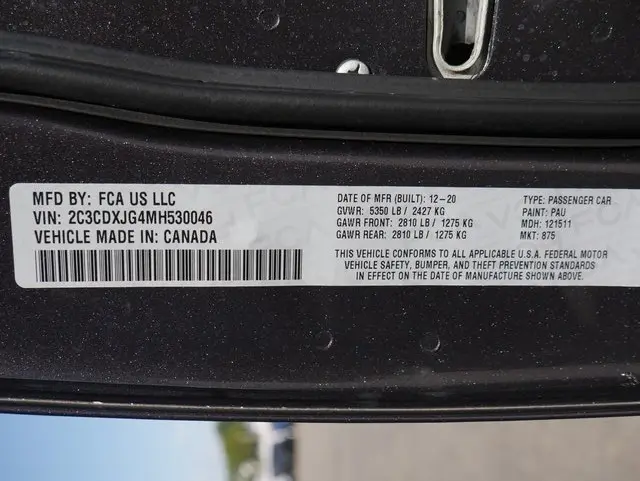 MFD BY: FCA US LLC
VIN: 2C3CDXJG4MH530046
VEHICLE MADE IN: CANADA
DATE OF MFR (BUILT): 12-20
GVWR: 5350 LB / 2427 KG
GAWR FRONT: 2810 LB / 1275 KG
GAWR REAR: 2810 LB / 1275 KG
TYPE: PASSENGER CAR
PAINT: PAU
MDH: 121511
MKT: 875
THIS VEHICLE CONFORMS TO ALL APPLICABLE U.S.A. FEDERAL MOTOR
VEHICLE SAFETY, BUMPER, AND THEFT PREVENTION STANDARDS
IN EFFECT ON THE DATE OF MANUFACTURE SHOWN ABOVE.